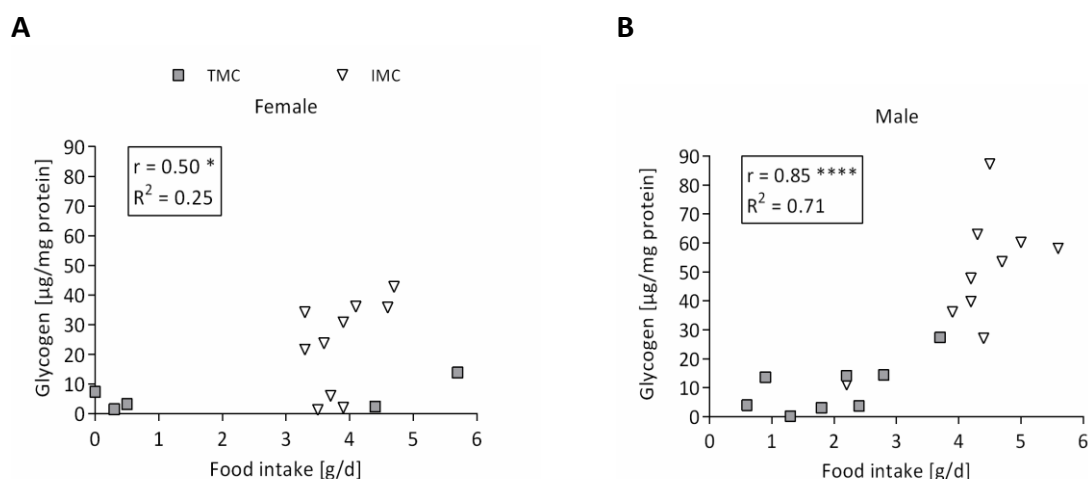 A
TMC
IMC
Female
r = 0.50 *
R² = 0.25
Glycogen [µg/mg protein]
90
80
70
60
50
40
30
20
10
0
0 1 2 3 4 5 6
Food intake [g/d]
B
Male
r = 0.85 ****
R² = 0.71
Glycogen [µg/mg protein]
90
80
70
60
50
40
30
20
10
0
0 1 2 3 4 5 6
Food intake [g/d]